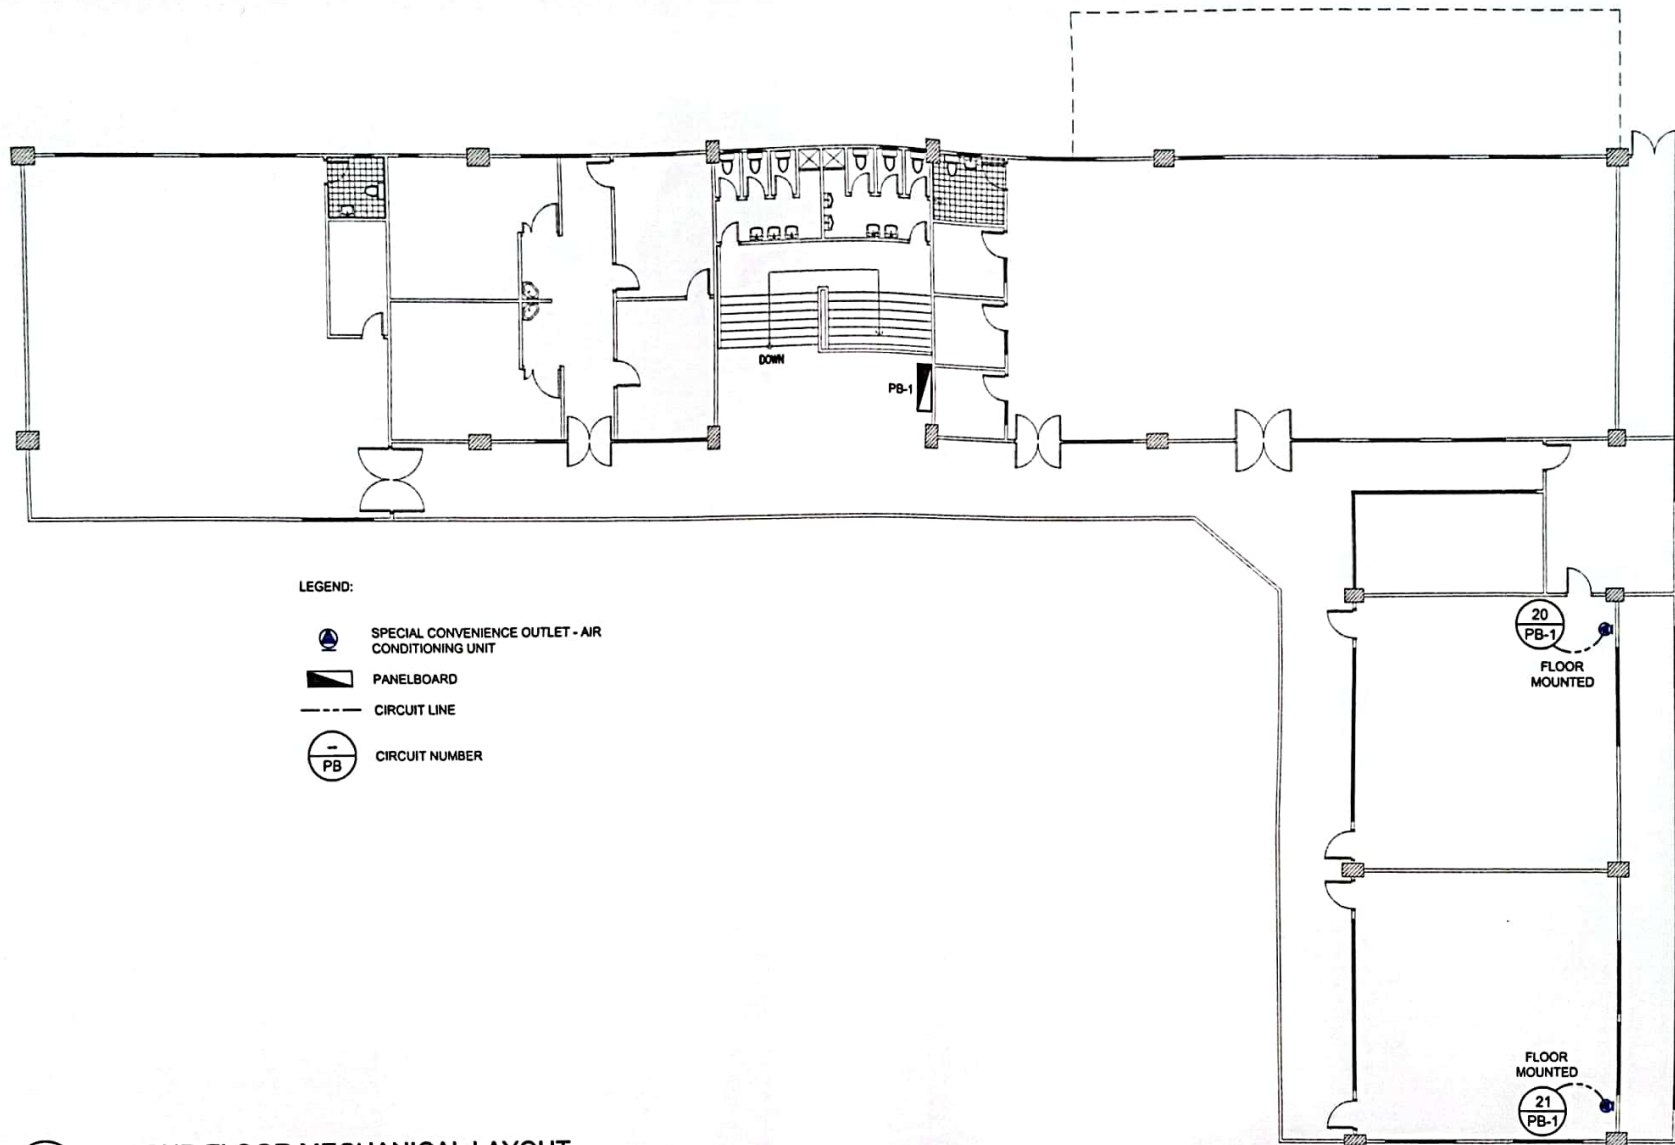 DOWN
PB-1
LEGEND:
SPECIAL CONVENIENCE OUTLET - AIR
CONDITIONING UNIT
PANELBOARD
CIRCUIT LINE
--
PB
CIRCUIT NUMBER
20
PB-1
FLOOR
MOUNTED
FLOOR
MOUNTED
21
PB-1
FLOOR MECHANICAL LAYOUT